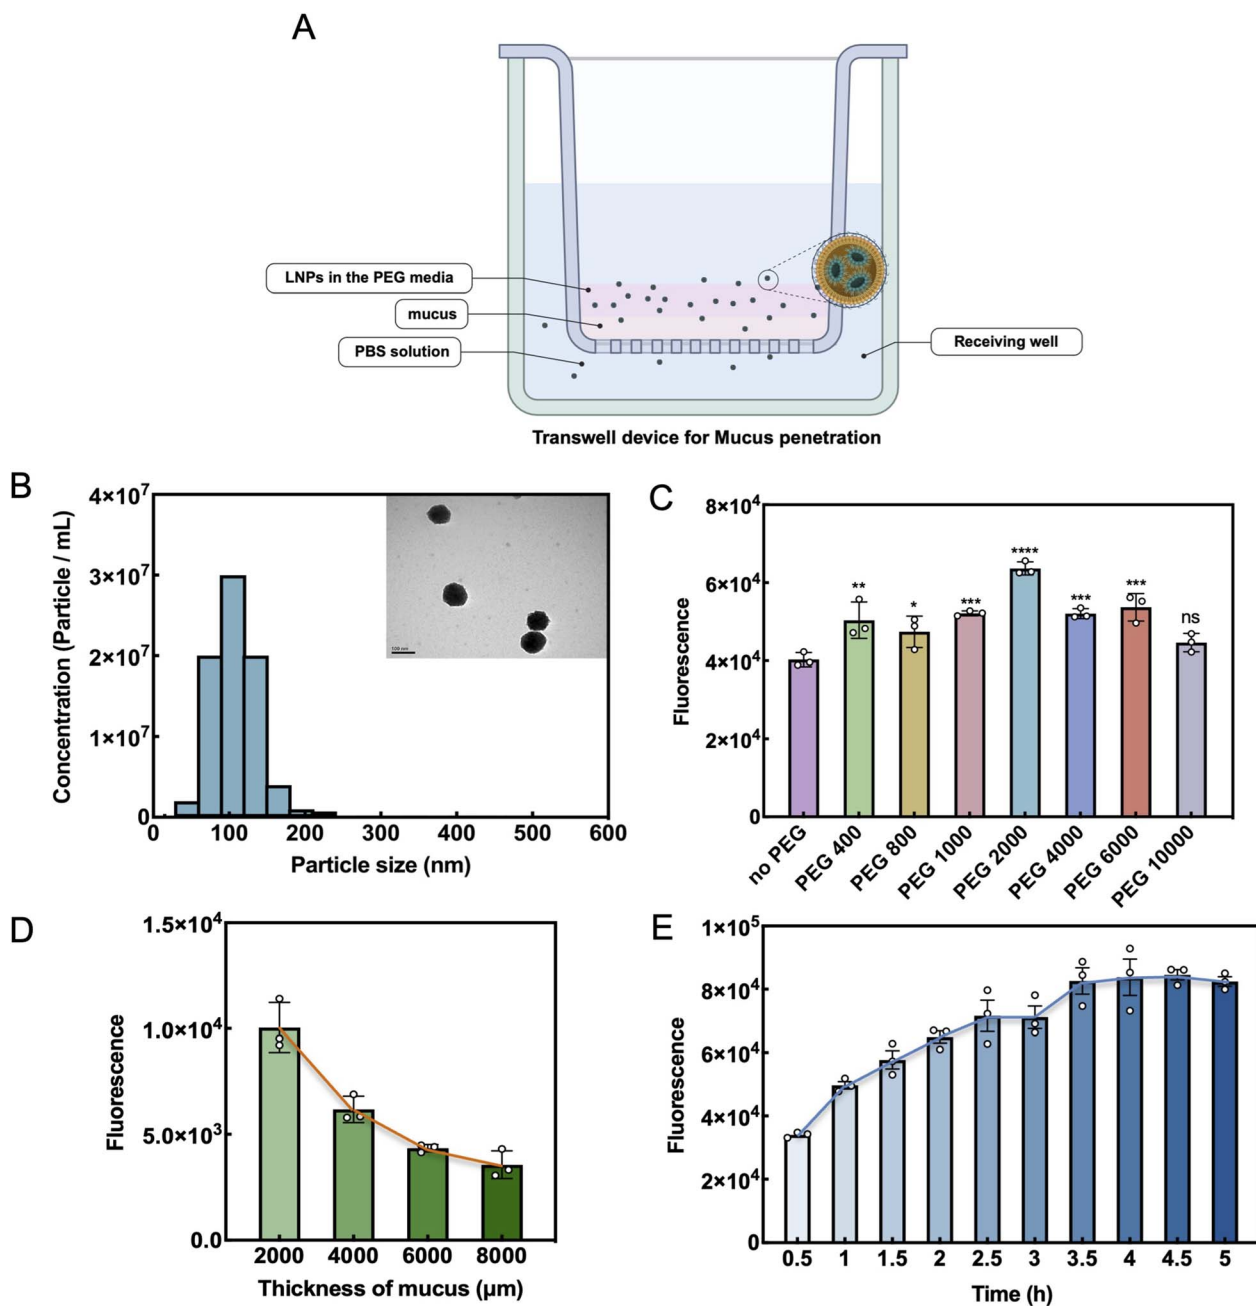 A
LNPs in the PEG media
mucus
PBS solution
Receiving well
Transwell device for Mucus penetration
B
Concentration (Particle / mL)
4×10⁷
3×10⁷
2×10⁷
1×10⁷
0
0 100 200 300 400 500 600
Particle size (nm)
100 nm
C
Fluorescence
8×10⁴
6×10⁴
4×10⁴
2×10⁴
0
** * *** **** *** *** ns
no PEG PEG 400 PEG 800 PEG 1000 PEG 2000 PEG 4000 PEG 6000 PEG 10000
D
Fluorescence
1.5×10⁴
1.0×10⁴
5.0×10³
0.0
2000 4000 6000 8000
Thickness of mucus (μm)
E
Fluorescence
1×10⁵
8×10⁴
6×10⁴
4×10⁴
2×10⁴
0
0.5 1 1.5 2 2.5 3 3.5 4 4.5 5
Time (h)